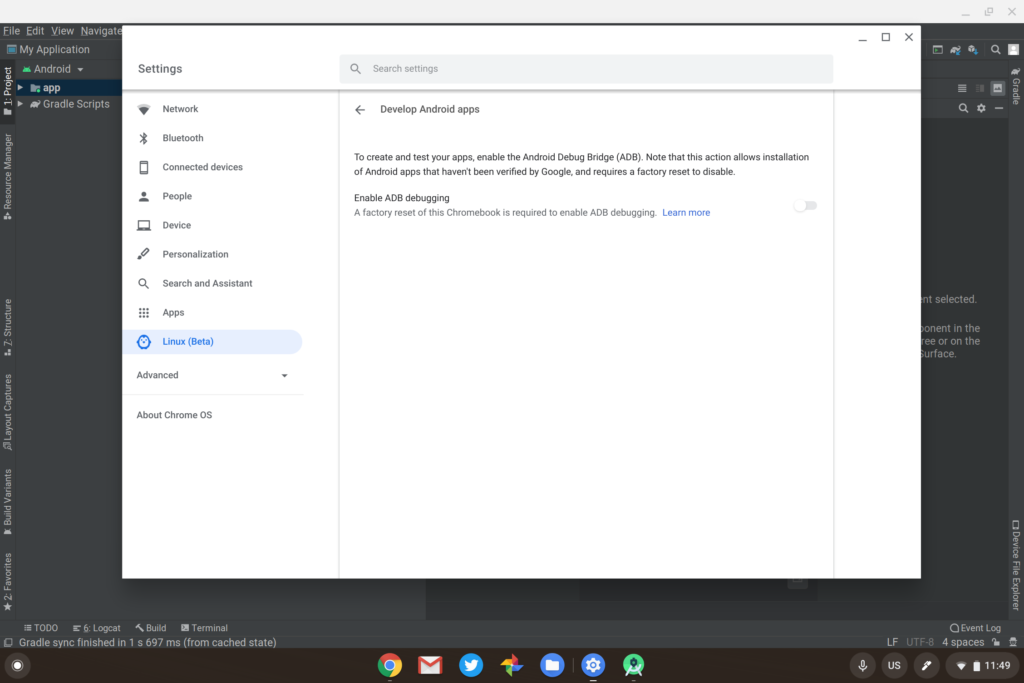 File Edit View Navigate
My Application
Android
app
Gradle Scripts
1: Project
Resource Manager
Z: Structure
Layout Captures
Build Variants
2: Favorites
Settings
Search settings
Network
Bluetooth
Connected devices
People
Device
Personalization
Search and Assistant
Apps
Linux (Beta)
Advanced
About Chrome OS
Develop Android apps
To create and test your apps, enable the Android Debug Bridge (ADB). Note that this action allows installation
of Android apps that haven't been verified by Google, and requires a factory reset to disable.
Enable ADB debugging
A factory reset of this Chromebook is required to enable ADB debugging. Learn more
Gradle
nt selected.
ponent in the
ree or on the
Surface.
Device File Explorer
TODO 6: Logcat Build Terminal
Event Log
Gradle sync finished in 1 s 697 ms (from cached state)
LF UTF-8 4 spaces
US
11:49